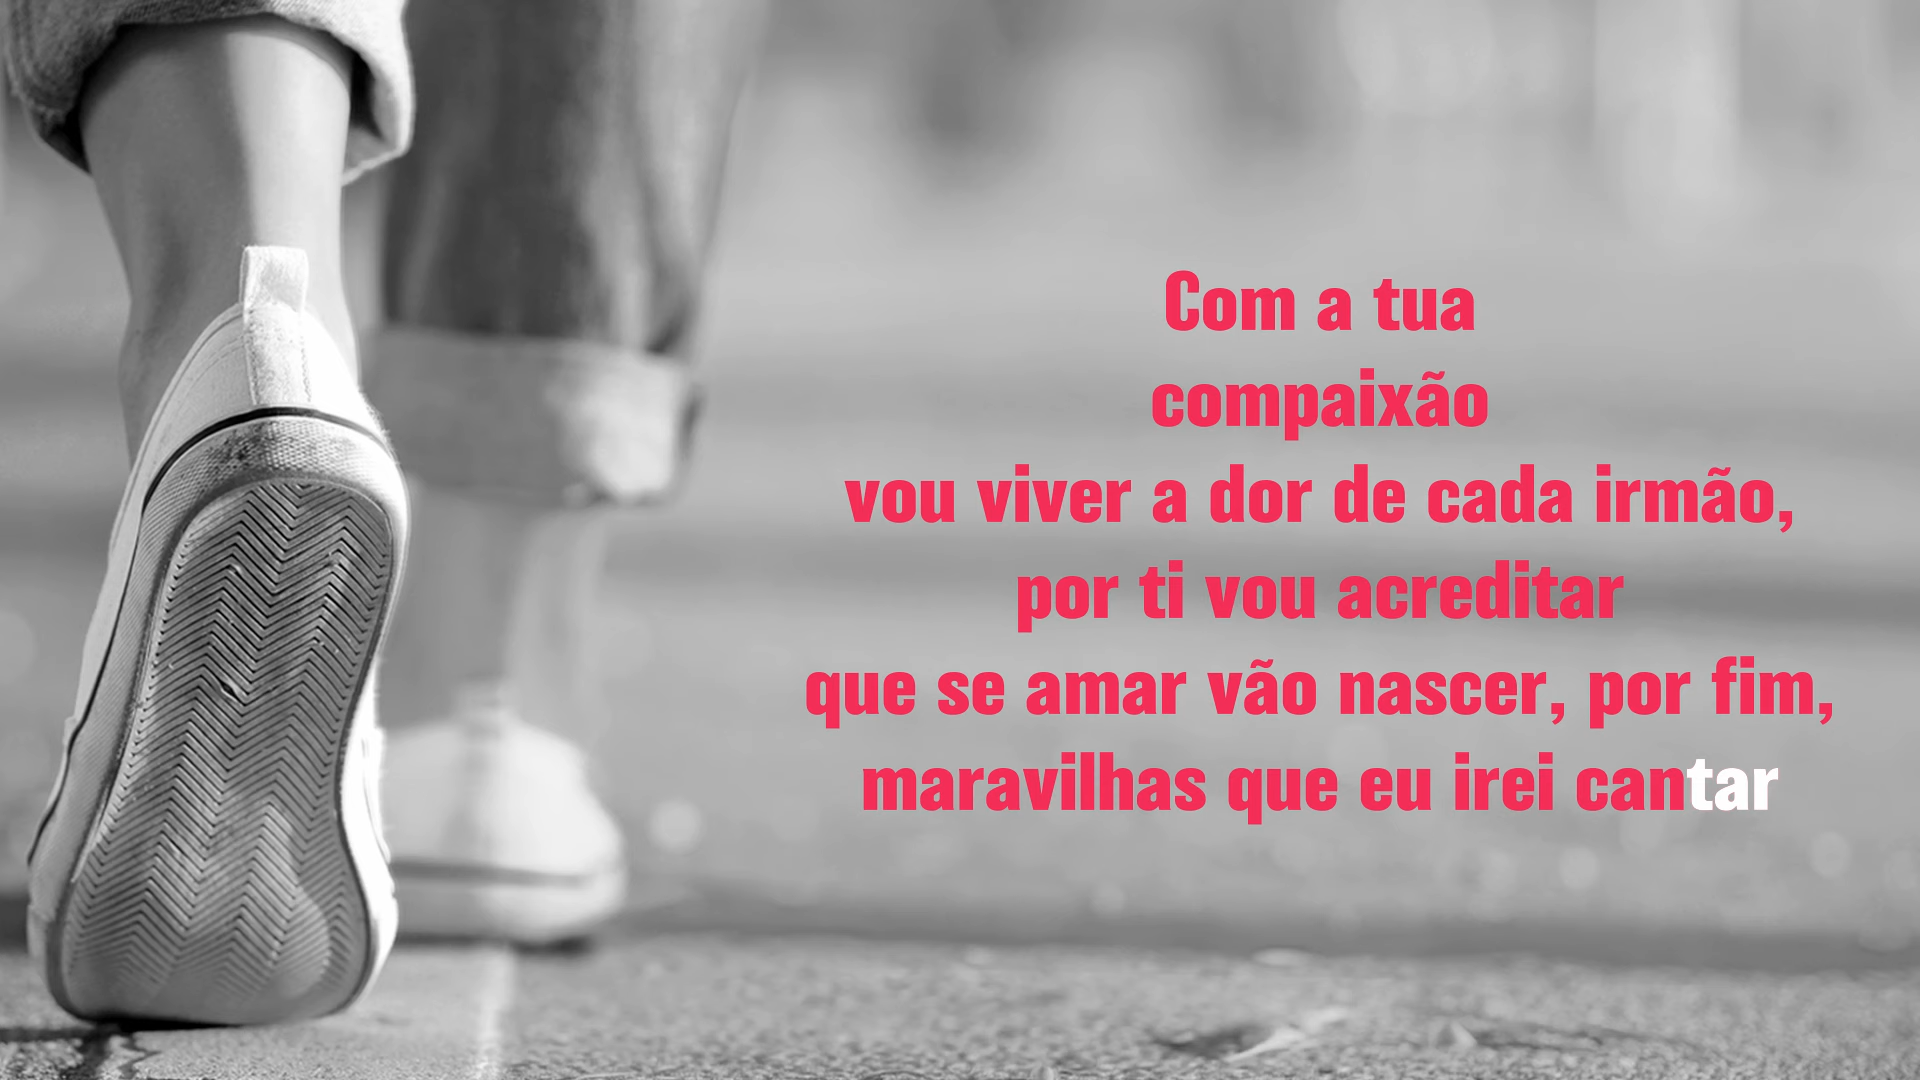 Com a tua
compaixão
vou viver a dor de cada irmão,
por ti vou acreditar
que se amar vão nascer, por fim,
maravilhas que eu irei cantar